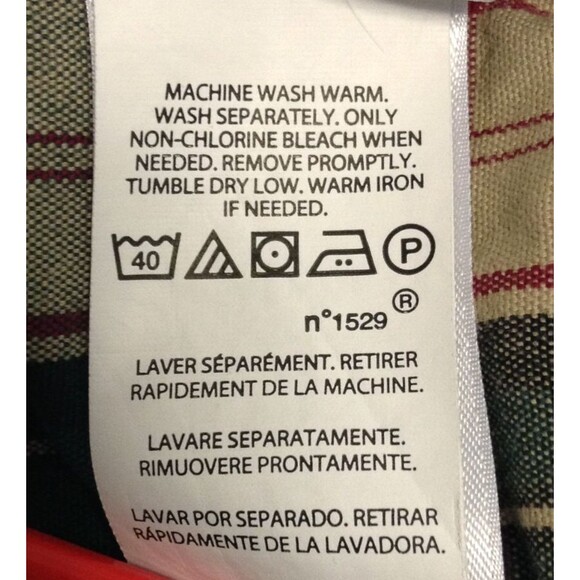 MACHINE WASH WARM.
WASH SEPARATELY. ONLY
NON-CHLORINE BLEACH WHEN
NEEDED. REMOVE PROMPTLY.
TUMBLE DRY LOW. WARM IRON
IF NEEDED.
40 P
n°1529 ®
LAVER SÉPARÉMENT. RETIRER
RAPIDEMENT DE LA MACHINE.
LAVARE SEPARATAMENTE.
RIMUOVERE PRONTAMENTE.
LAVAR POR SEPARADO. RETIRAR
RÁPIDAMENTE DE LA LAVADORA.